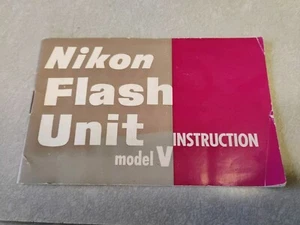 Nikon
Flash
Unit
model V
INSTRUCTION